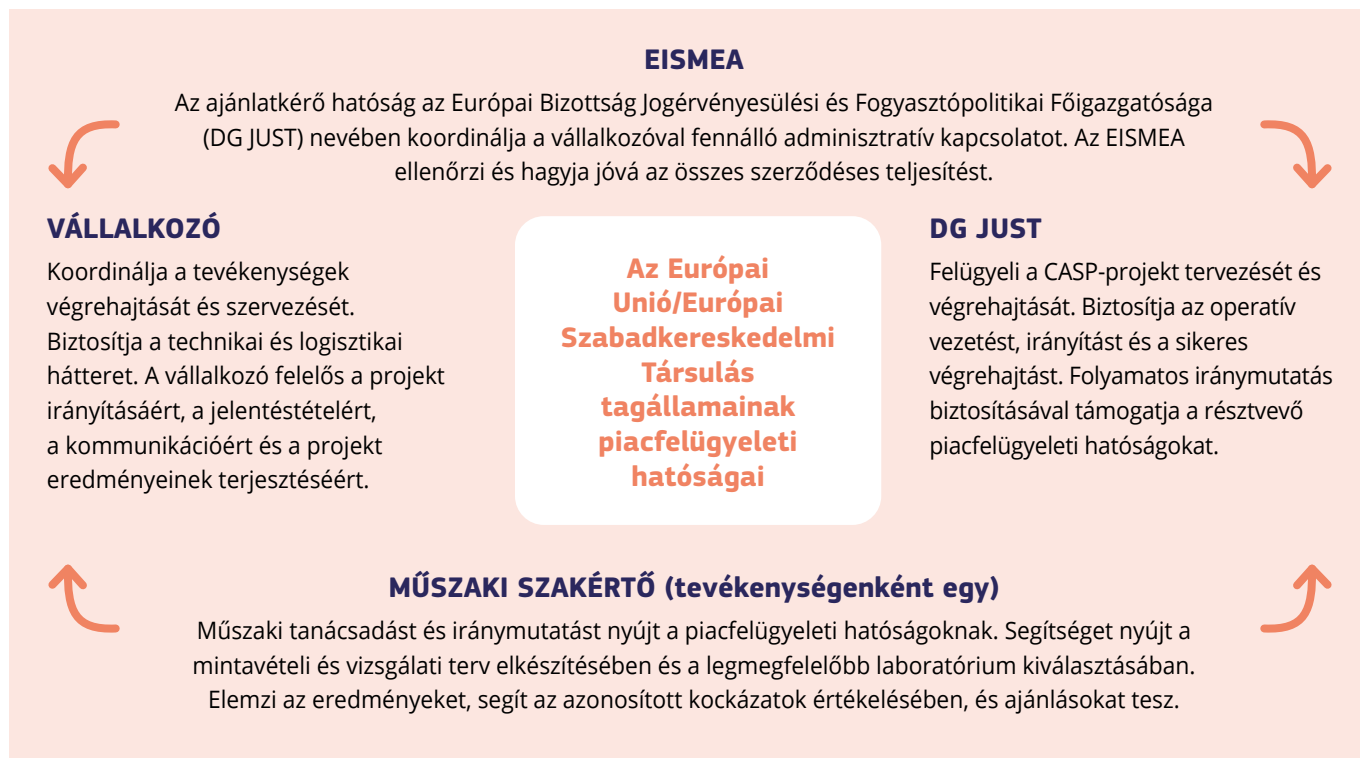 EISMEA
Az ajánlatkérő hatóság az Európai Bizottság Jogérvényesülési és Fogyasztópolitikai Főigazgatósága
(DG JUST) nevében koordinálja a vállalkozóval fennálló adminisztratív kapcsolatot. Az EISMEA
ellenőrzi és hagyja jóvá az összes szerződéses teljesítést.
VÁLLALKOZÓ
Koordinálja a tevékenységek
végrehajtását és szervezését.
Biztosítja a technikai és logisztikai
hátteret. A vállalkozó felelős a projekt
irányításáért, a jelentéstételért,
a kommunikációért és a projekt
eredményeinek terjesztéséért.
Az Európai
Unió/Európai
Szabadkereskedelmi
Társulás
tagállamainak
piacfelügyeleti
hatóságai
DG JUST
Felügyeli a CASP-projekt tervezését és
végrehajtását. Biztosítja az operatív
vezetést, irányítást és a sikeres
végrehajtást. Folyamatos iránymutatás
biztosításával támogatja a résztvevő
piacfelügyeleti hatóságokat.
MŰSZAKI SZAKÉRTŐ (tevékenységenként egy)
Műszaki tanácsadást és iránymutatást nyújt a piacfelügyeleti hatóságoknak. Segítséget nyújt a
mintavételi és vizsgálati terv elkészítésében és a legmegfelelőbb laboratórium kiválasztásában.
Elemzi az eredményeket, segít az azonosított kockázatok értékelésében, és ajánlásokat tesz.